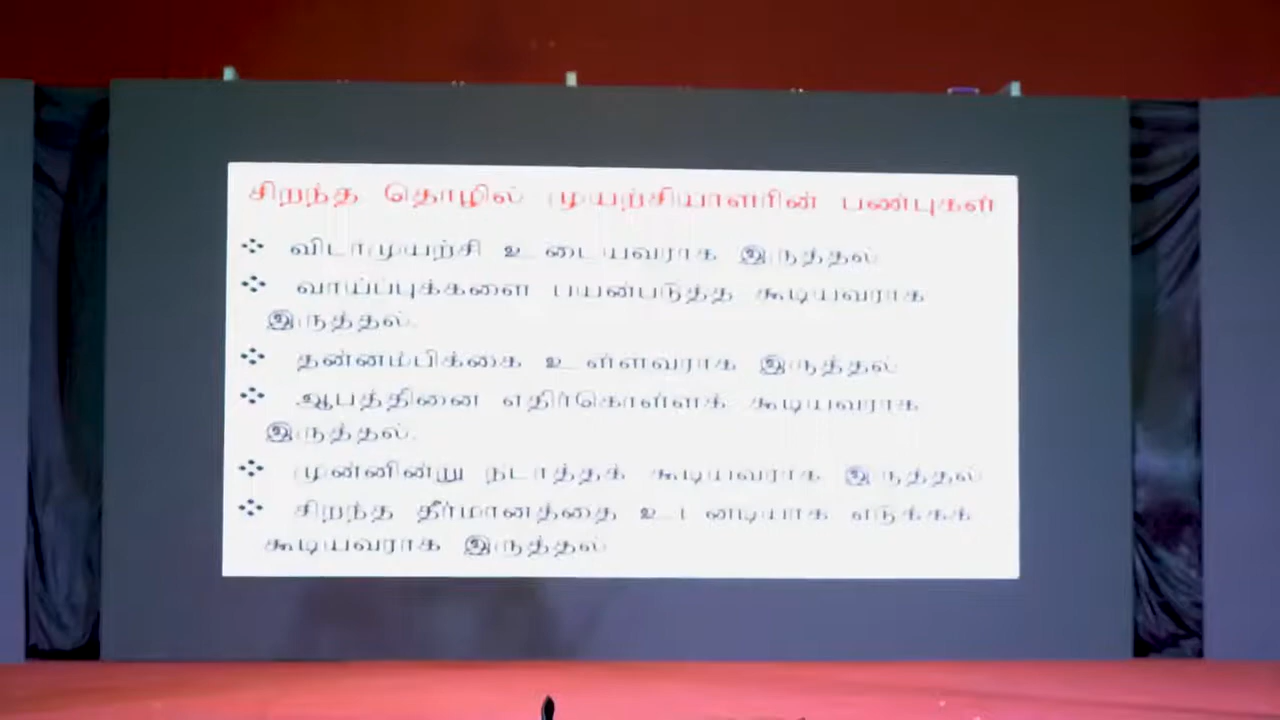 சிறந்த தொழில் முயற்சியாளரின் பண்புகள்
❖ விடாமுயற்சி உடையவராக இருத்தல்
❖ வாய்ப்புக்களை பயன்படுத்த கூடியவராக
இருத்தல்.
❖ தன்னம்பிக்கை உள்ளவராக இருத்தல்
❖ ஆபத்தினை எதிர்கொள்ளக் கூடியவராக
இருத்தல்.
❖ முன்னின்று நடாத்தக் கூடியவராக இருத்தல்
❖ சிறந்த தீர்மானத்தை உடனடியாக எடுக்கக்
கூடியவராக இருத்தல்